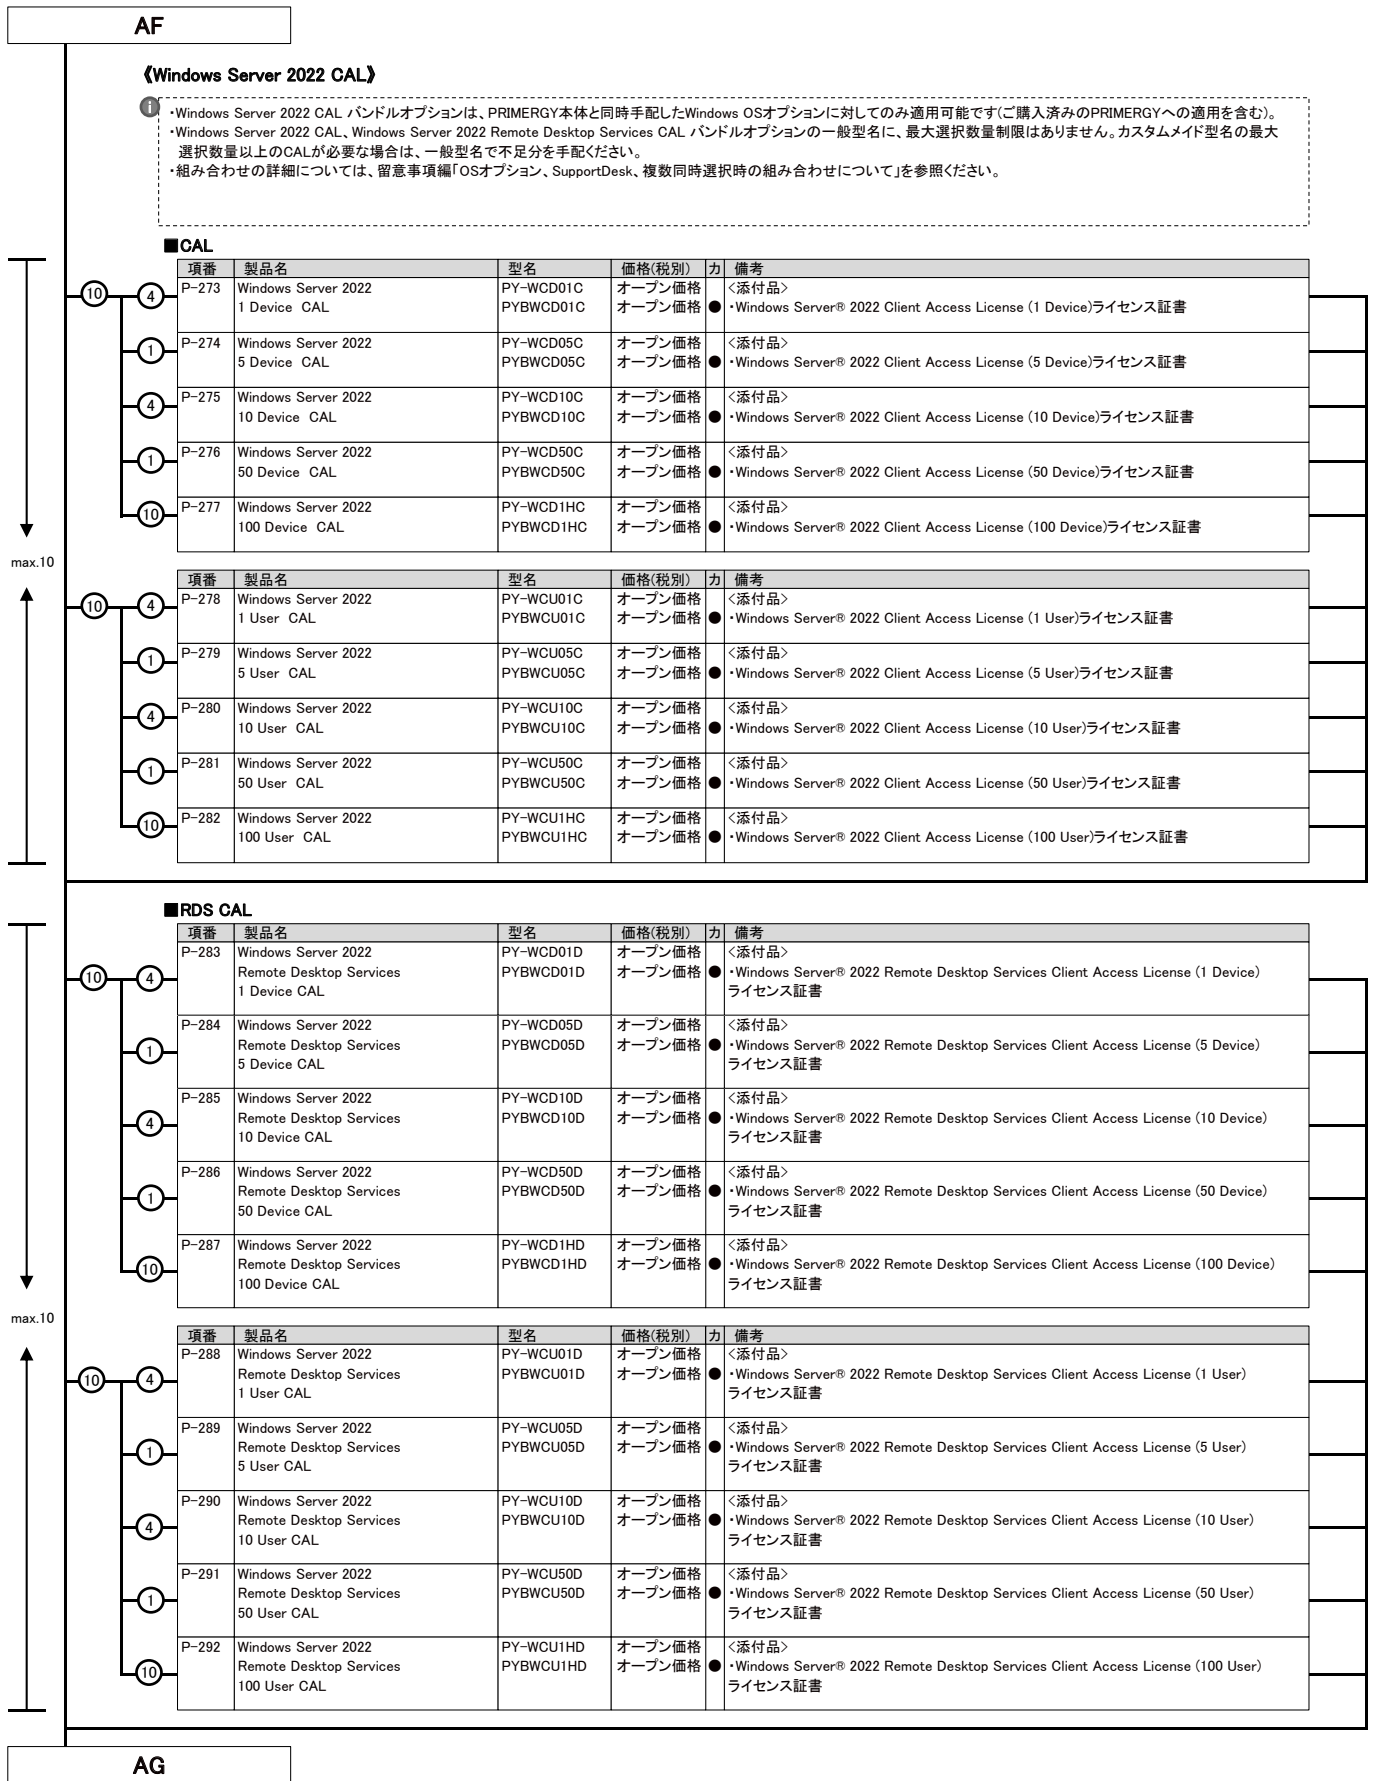 AF
《Windows Server 2022 CAL》
・Windows Server 2022 CAL バンドルオプションは、PRIMERGY本体と同時手配したWindows OSオプションに対してのみ適用可能です(ご購入済みのPRIMERGYへの適用を含む)。
・Windows Server 2022 CAL、Windows Server 2022 Remote Desktop Services CAL バンドルオプションの一般型名に、最大選択数量制限はありません。カスタムメイド型名の最大
選択数量以上のCALが必要な場合は、一般型名で不足分を手配ください。
・組み合わせの詳細については、留意事項編「OSオプション、SupportDesk、複数同時選択時の組み合わせについて」を参照ください。
■CAL
項番 製品名 型名 価格(税別) カ 備考
10 4 P-273 Windows Server 2022 PY-WCD01C オープン価格 <添付品>
1 Device CAL PYBWCD01C オープン価格 ● ・Windows Server® 2022 Client Access License (1 Device)ライセンス証書
1 P-274 Windows Server 2022 PY-WCD05C オープン価格 <添付品>
5 Device CAL PYBWCD05C オープン価格 ● ・Windows Server® 2022 Client Access License (5 Device)ライセンス証書
4 P-275 Windows Server 2022 PY-WCD10C オープン価格 <添付品>
10 Device CAL PYBWCD10C オープン価格 ● ・Windows Server® 2022 Client Access License (10 Device)ライセンス証書
1 P-276 Windows Server 2022 PY-WCD50C オープン価格 <添付品>
50 Device CAL PYBWCD50C オープン価格 ● ・Windows Server® 2022 Client Access License (50 Device)ライセンス証書
10 P-277 Windows Server 2022 PY-WCD1HC オープン価格 <添付品>
100 Device CAL PYBWCD1HC オープン価格 ● ・Windows Server® 2022 Client Access License (100 Device)ライセンス証書
max.10
項番 製品名 型名 価格(税別) カ 備考
10 4 P-278 Windows Server 2022 PY-WCU01C オープン価格 <添付品>
1 User CAL PYBWCU01C オープン価格 ● ・Windows Server® 2022 Client Access License (1 User)ライセンス証書
1 P-279 Windows Server 2022 PY-WCU05C オープン価格 <添付品>
5 User CAL PYBWCU05C オープン価格 ● ・Windows Server® 2022 Client Access License (5 User)ライセンス証書
4 P-280 Windows Server 2022 PY-WCU10C オープン価格 <添付品>
10 User CAL PYBWCU10C オープン価格 ● ・Windows Server® 2022 Client Access License (10 User)ライセンス証書
1 P-281 Windows Server 2022 PY-WCU50C オープン価格 <添付品>
50 User CAL PYBWCU50C オープン価格 ● ・Windows Server® 2022 Client Access License (50 User)ライセンス証書
10 P-282 Windows Server 2022 PY-WCU1HC オープン価格 <添付品>
100 User CAL PYBWCU1HC オープン価格 ● ・Windows Server® 2022 Client Access License (100 User)ライセンス証書
■RDS CAL
項番 製品名 型名 価格(税別) カ 備考
P-283 Windows Server 2022 PY-WCD01D オープン価格 <添付品>
10 4 Remote Desktop Services PYBWCD01D オープン価格 ● ・Windows Server® 2022 Remote Desktop Services Client Access License (1 Device)
1 Device CAL ライセンス証書
P-284 Windows Server 2022 PY-WCD05D オープン価格 <添付品>
1 Remote Desktop Services PYBWCD05D オープン価格 ● ・Windows Server® 2022 Remote Desktop Services Client Access License (5 Device)
5 Device CAL ライセンス証書
P-285 Windows Server 2022 PY-WCD10D オープン価格 <添付品>
4 Remote Desktop Services PYBWCD10D オープン価格 ● ・Windows Server® 2022 Remote Desktop Services Client Access License (10 Device)
10 Device CAL ライセンス証書
P-286 Windows Server 2022 PY-WCD50D オープン価格 <添付品>
1 Remote Desktop Services PYBWCD50D オープン価格 ● ・Windows Server® 2022 Remote Desktop Services Client Access License (50 Device)
50 Device CAL ライセンス証書
P-287 Windows Server 2022 PY-WCD1HD オープン価格 <添付品>
10 Remote Desktop Services PYBWCD1HD オープン価格 ● ・Windows Server® 2022 Remote Desktop Services Client Access License (100 Device)
100 Device CAL ライセンス証書
max.10
項番 製品名 型名 価格(税別) カ 備考
P-288 Windows Server 2022 PY-WCU01D オープン価格 <添付品>
10 4 Remote Desktop Services PYBWCU01D オープン価格 ● ・Windows Server® 2022 Remote Desktop Services Client Access License (1 User)
1 User CAL ライセンス証書
P-289 Windows Server 2022 PY-WCU05D オープン価格 <添付品>
1 Remote Desktop Services PYBWCU05D オープン価格 ● ・Windows Server® 2022 Remote Desktop Services Client Access License (5 User)
5 User CAL ライセンス証書
P-290 Windows Server 2022 PY-WCU10D オープン価格 <添付品>
4 Remote Desktop Services PYBWCU10D オープン価格 ● ・Windows Server® 2022 Remote Desktop Services Client Access License (10 User)
10 User CAL ライセンス証書
P-291 Windows Server 2022 PY-WCU50D オープン価格 <添付品>
1 Remote Desktop Services PYBWCU50D オープン価格 ● ・Windows Server® 2022 Remote Desktop Services Client Access License (50 User)
50 User CAL ライセンス証書
P-292 Windows Server 2022 PY-WCU1HD オープン価格 <添付品>
10 Remote Desktop Services PYBWCU1HD オープン価格 ● ・Windows Server® 2022 Remote Desktop Services Client Access License (100 User)
100 User CAL ライセンス証書
AG